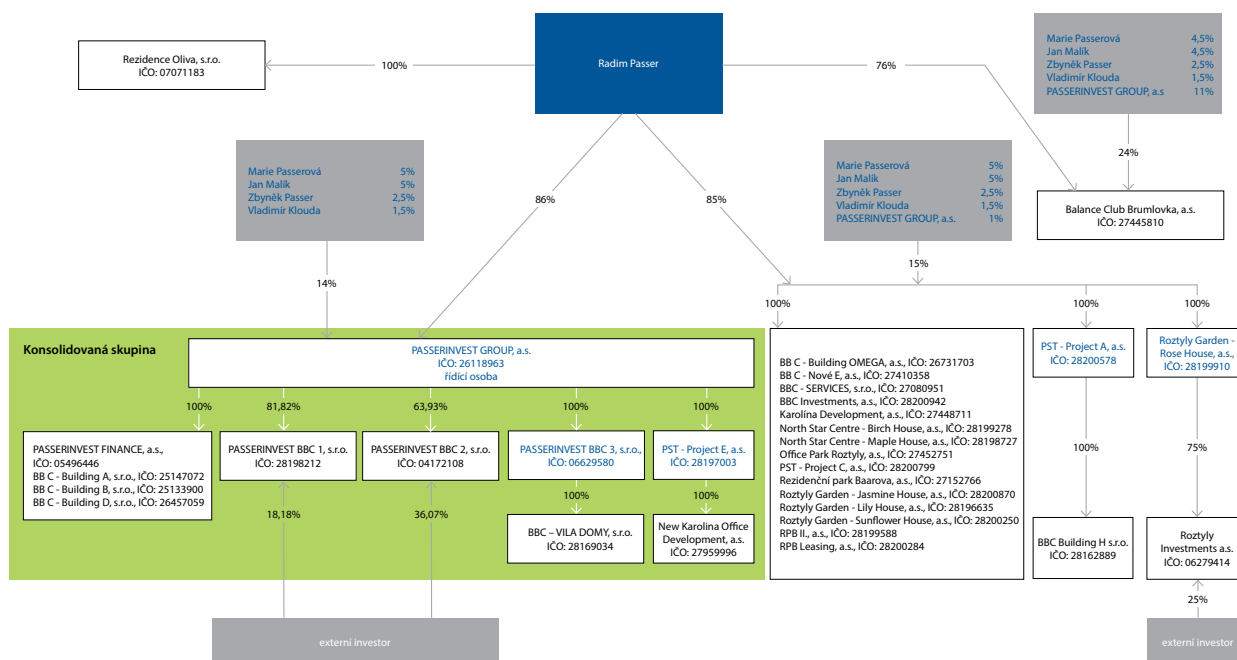 Rezidence Oliva, s.r.o.
IČO: 07071183
100%
Radim Passer
76%
Marie Passerová 4,5%
Jan Malík 4,5%
Zbyněk Passer 2,5%
Vladimír Klouda 1,5%
PASSERINVEST GROUP, a.s 11%
24%
Balance Club Brumlovka, a.s.
IČO: 27445810
Marie Passerová 5%
Jan Malík 5%
Zbyněk Passer 2,5%
Vladimír Klouda 1,5%
14%
86%
85%
Marie Passerová 5%
Jan Malík 5%
Zbyněk Passer 2,5%
Vladimír Klouda 1,5%
PASSERINVEST GROUP, a.s. 1%
15%
100%
100%
100%
Konsolidovaná skupina
PASSERINVEST GROUP, a.s.
IČO: 26118963
řídící osoba
100%
81,82%
63,93%
100%
100%
PASSERINVEST FINANCE, a.s.,
IČO: 05496446
BB C - Building A, s.r.o., IČO: 25147072
BB C - Building B, s.r.o., IČO: 25133900
BB C - Building D, s.r.o., IČO: 26457059
PASSERINVEST BBC 1, s.r.o.
IČO: 28198212
PASSERINVEST BBC 2, s.r.o.
IČO: 04172108
PASSERINVEST BBC 3, s.r.o.,
IČO: 06629580
PST - Project E, a.s.
IČO: 28197003
18,18%
36,07%
100%
100%
BBC – VILA DOMY, s.r.o.
IČO: 28169034
New Karolina Office
Development, a.s.
IČO: 27959996
externí investor
BB C - Building OMEGA, a.s., IČO: 26731703
BB C - Nové E, a.s., IČO: 27410358
BBC - SERVICES, s.r.o., IČO: 27080951
BBC Investments, a.s., IČO: 28200942
Karolína Development, a.s., IČO: 27448711
North Star Centre - Birch House, a.s., IČO: 28199278
North Star Centre - Maple House, a.s., IČO: 28198727
Office Park Roztyly, a.s., IČO: 27452751
PST - Project C, a.s., IČO: 28200799
Rezidenční park Baarova, a.s., IČO: 27152766
Roztyly Garden - Jasmine House, a.s., IČO: 28200870
Roztyly Garden - Lily House, a.s., IČO: 28196635
Roztyly Garden - Sunflower House, a.s., IČO: 28200250
RPB II., a.s., IČO: 28199588
RPB Leasing, a.s., IČO: 28200284
PST - Project A, a.s.,
IČO: 28200578
100%
BBC Building H s.r.o.
IČO: 28162889
Roztyly Garden -
Rose House, a.s.,
IČO: 28199910
75%
Roztyly
Investments a.s.
IČO: 06279414
25%
externí investor